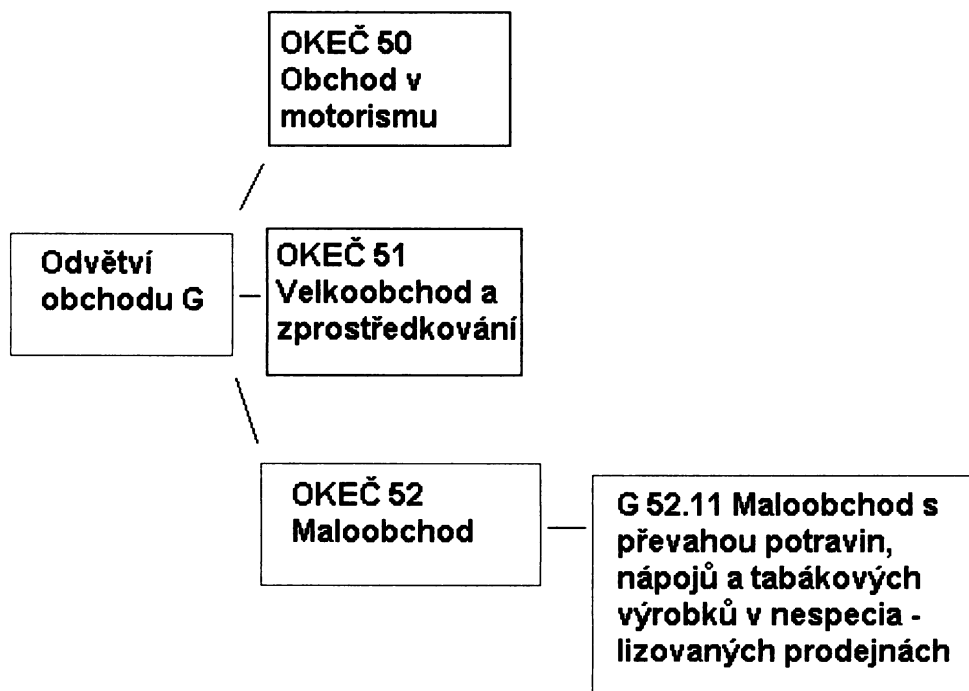 OKEČ 50
Obchod v
motorismu
Odvětví
obchodu G
OKEČ 51
Velkoobchod a
zprostředkování
OKEČ 52
Maloobchod
G 52.11 Maloobchod s
převahou potravin,
nápojů a tabákových
výrobků v nespecia -
lizovaných prodejnách